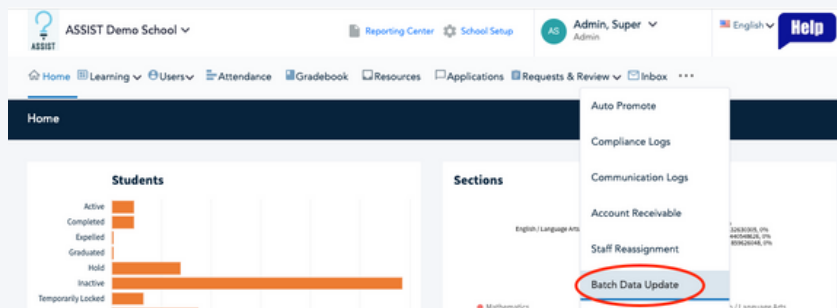 ASSIST
ASSIST Demo School
Reporting Center
School Setup
AS
Admin, Super
Admin
English
Help
Home
Learning
Users
Attendance
Gradebook
Resources
Applications
Requests & Review
Inbox
...
Home
Auto Promote
Compliance Logs
Communication Logs
Account Receivable
Staff Reassignment
Batch Data Update
Students
Active
Completed
Expelled
Graduated
Hold
Inactive
Temporarily Locked
Sections
English / Language Arts
Mathematics
/ Language Arts